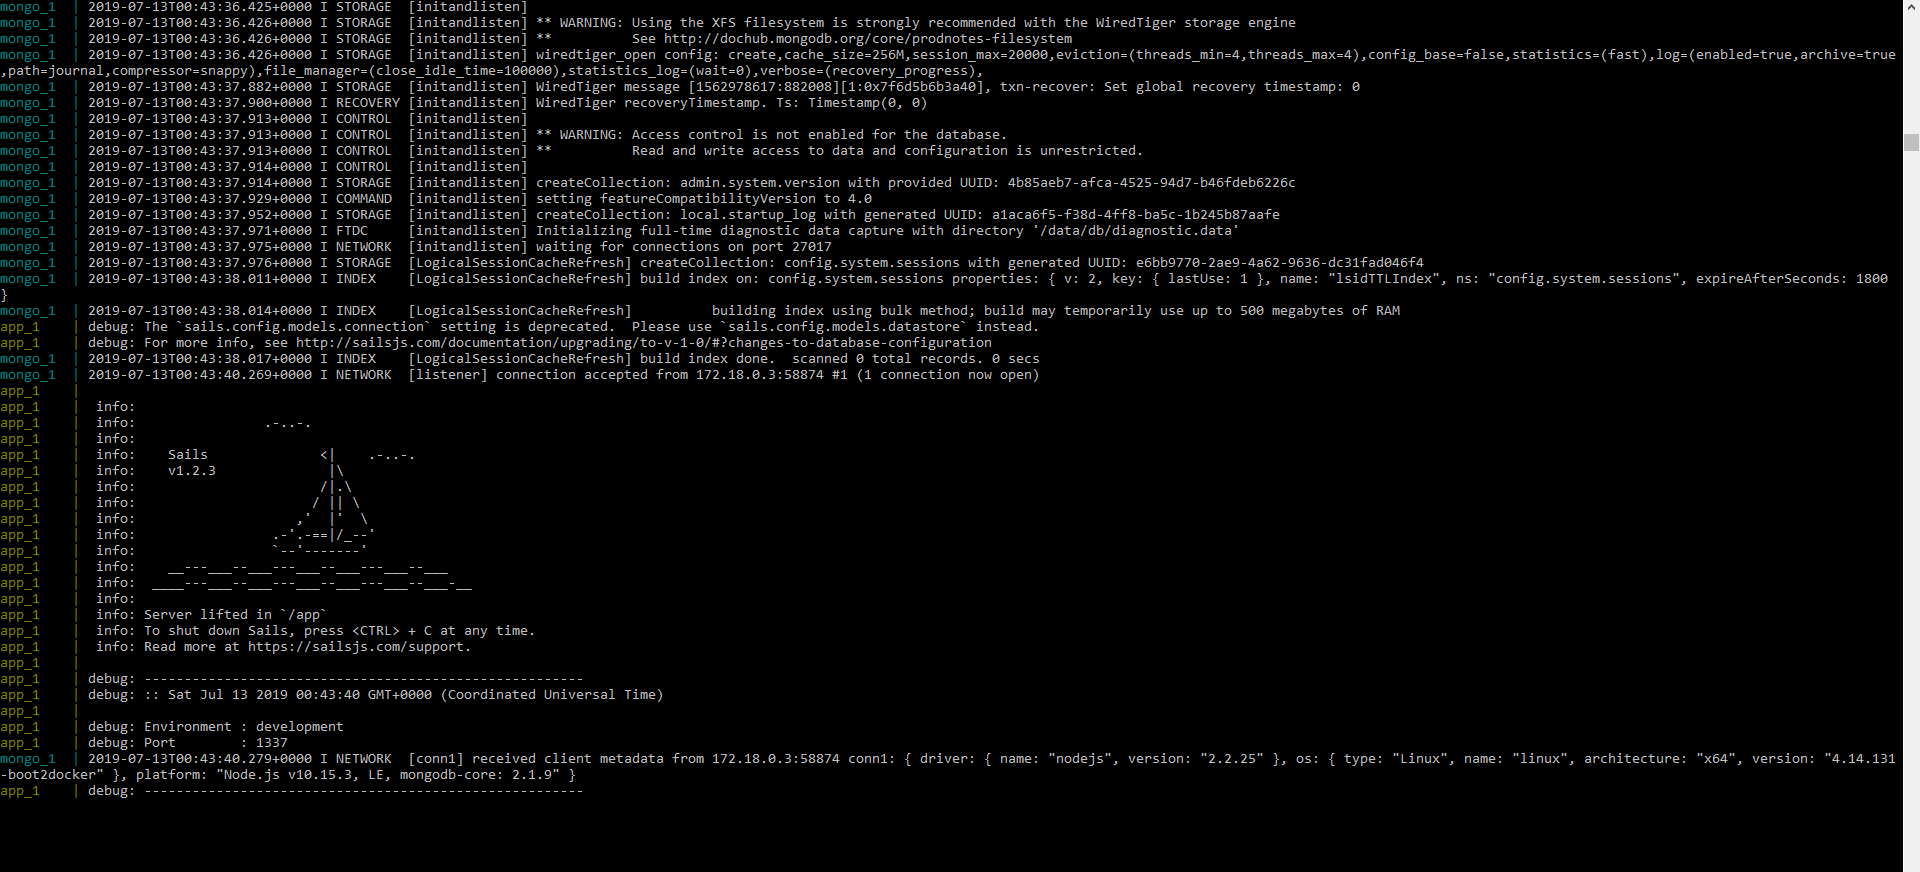 mongo_1  | 2019-07-13T00:43:36.425+0000 I STORAGE  [initandlisten]
mongo_1  | 2019-07-13T00:43:36.426+0000 I STORAGE  [initandlisten] ** WARNING: Using the XFS filesystem is strongly recommended with the WiredTiger storage engine
mongo_1  | 2019-07-13T00:43:36.426+0000 I STORAGE  [initandlisten] **          See http://dochub.mongodb.org/core/prodnotes-filesystem
mongo_1  | 2019-07-13T00:43:36.426+0000 I STORAGE  [initandlisten] wiredtiger_open config: create,cache_size=256M,session_max=20000,eviction=(threads_min=4,threads_max=4),config_base=false,statistics=(fast),log=(enabled=true,archive=true
,path=journal,compressor=snappy),file_manager=(close_idle_time=100000),statistics_log=(wait=0),verbose=(recovery_progress),
mongo_1  | 2019-07-13T00:43:37.882+0000 I STORAGE  [initandlisten] WiredTiger message [1562978617:882008][1:0x7f6d5b6b3a40], txn-recover: Set global recovery timestamp: 0
mongo_1  | 2019-07-13T00:43:37.900+0000 I RECOVERY [initandlisten] WiredTiger recoveryTimestamp. Ts: Timestamp(0, 0)
mongo_1  | 2019-07-13T00:43:37.913+0000 I CONTROL  [initandlisten]
mongo_1  | 2019-07-13T00:43:37.913+0000 I CONTROL  [initandlisten] ** WARNING: Access control is not enabled for the database.
mongo_1  | 2019-07-13T00:43:37.913+0000 I CONTROL  [initandlisten] **          Read and write access to data and configuration is unrestricted.
mongo_1  | 2019-07-13T00:43:37.914+0000 I CONTROL  [initandlisten]
mongo_1  | 2019-07-13T00:43:37.914+0000 I STORAGE  [initandlisten] createCollection: admin.system.version with provided UUID: 4b85aeb7-afca-4525-94d7-b46fdeb6226c
mongo_1  | 2019-07-13T00:43:37.929+0000 I COMMAND  [initandlisten] setting featureCompatibilityVersion to 4.0
mongo_1  | 2019-07-13T00:43:37.952+0000 I STORAGE  [initandlisten] createCollection: local.startup_log with generated UUID: a1aca6f5-f38d-4ff8-ba5c-1b245b87aafe
mongo_1  | 2019-07-13T00:43:37.971+0000 I FTDC     [initandlisten] Initializing full-time diagnostic data capture with directory '/data/db/diagnostic.data'
mongo_1  | 2019-07-13T00:43:37.975+0000 I NETWORK  [initandlisten] waiting for connections on port 27017
mongo_1  | 2019-07-13T00:43:37.976+0000 I STORAGE  [LogicalSessionCacheRefresh] createCollection: config.system.sessions with generated UUID: e6bb9770-2ae9-4a62-9636-dc31fad046f4
mongo_1  | 2019-07-13T00:43:38.011+0000 I INDEX    [LogicalSessionCacheRefresh] build index on: config.system.sessions properties: { v: 2, key: { lastUse: 1 }, name: "lsidTTLIndex", ns: "config.system.sessions", expireAfterSeconds: 1800
}
mongo_1  | 2019-07-13T00:43:38.014+0000 I INDEX    [LogicalSessionCacheRefresh]          building index using bulk method; build may temporarily use up to 500 megabytes of RAM
app_1    | debug: The `sails.config.models.connection` setting is deprecated.  Please use `sails.config.models.datastore` instead.
app_1    | debug: For more info, see http://sailsjs.com/documentation/upgrading/to-v-1-0/#?changes-to-database-configuration
mongo_1  | 2019-07-13T00:43:38.017+0000 I INDEX    [LogicalSessionCacheRefresh] build index done.  scanned 0 total records. 0 secs
mongo_1  | 2019-07-13T00:43:40.269+0000 I NETWORK  [listener] connection accepted from 172.18.0.3:58874 #1 (1 connection now open)
app_1    |
app_1    |  info:
app_1    |  info:                .-..-.
app_1    |  info:
app_1    |  info:    Sails              <|    .-..-.
app_1    |  info:    v1.2.3              |\
app_1    |  info:                       /|.\
app_1    |  info:                      / || \
app_1    |  info:                    ,'  |'  \
app_1    |  info:                 .-'.-==|/_--'
app_1    |  info:                 `--'-------'
app_1    |  info:    __---___--___---___--___---___--___
app_1    |  info:  ____---___--___---___--___---___--___-__
app_1    |  info:
app_1    |  info: Server lifted in `/app`
app_1    |  info: To shut down Sails, press <CTRL> + C at any time.
app_1    |  info: Read more at https://sailsjs.com/support.
app_1    |
app_1    | debug: -------------------------------------------------------
app_1    | debug: :: Sat Jul 13 2019 00:43:40 GMT+0000 (Coordinated Universal Time)
app_1    |
app_1    | debug: Environment : development
app_1    | debug: Port        : 1337
mongo_1  | 2019-07-13T00:43:40.279+0000 I NETWORK  [conn1] received client metadata from 172.18.0.3:58874 conn1: { driver: { name: "nodejs", version: "2.2.25" }, os: { type: "Linux", name: "linux", architecture: "x64", version: "4.14.131
-boot2docker" }, platform: "Node.js v10.15.3, LE, mongodb-core: 2.1.9" }
app_1    | debug: -------------------------------------------------------